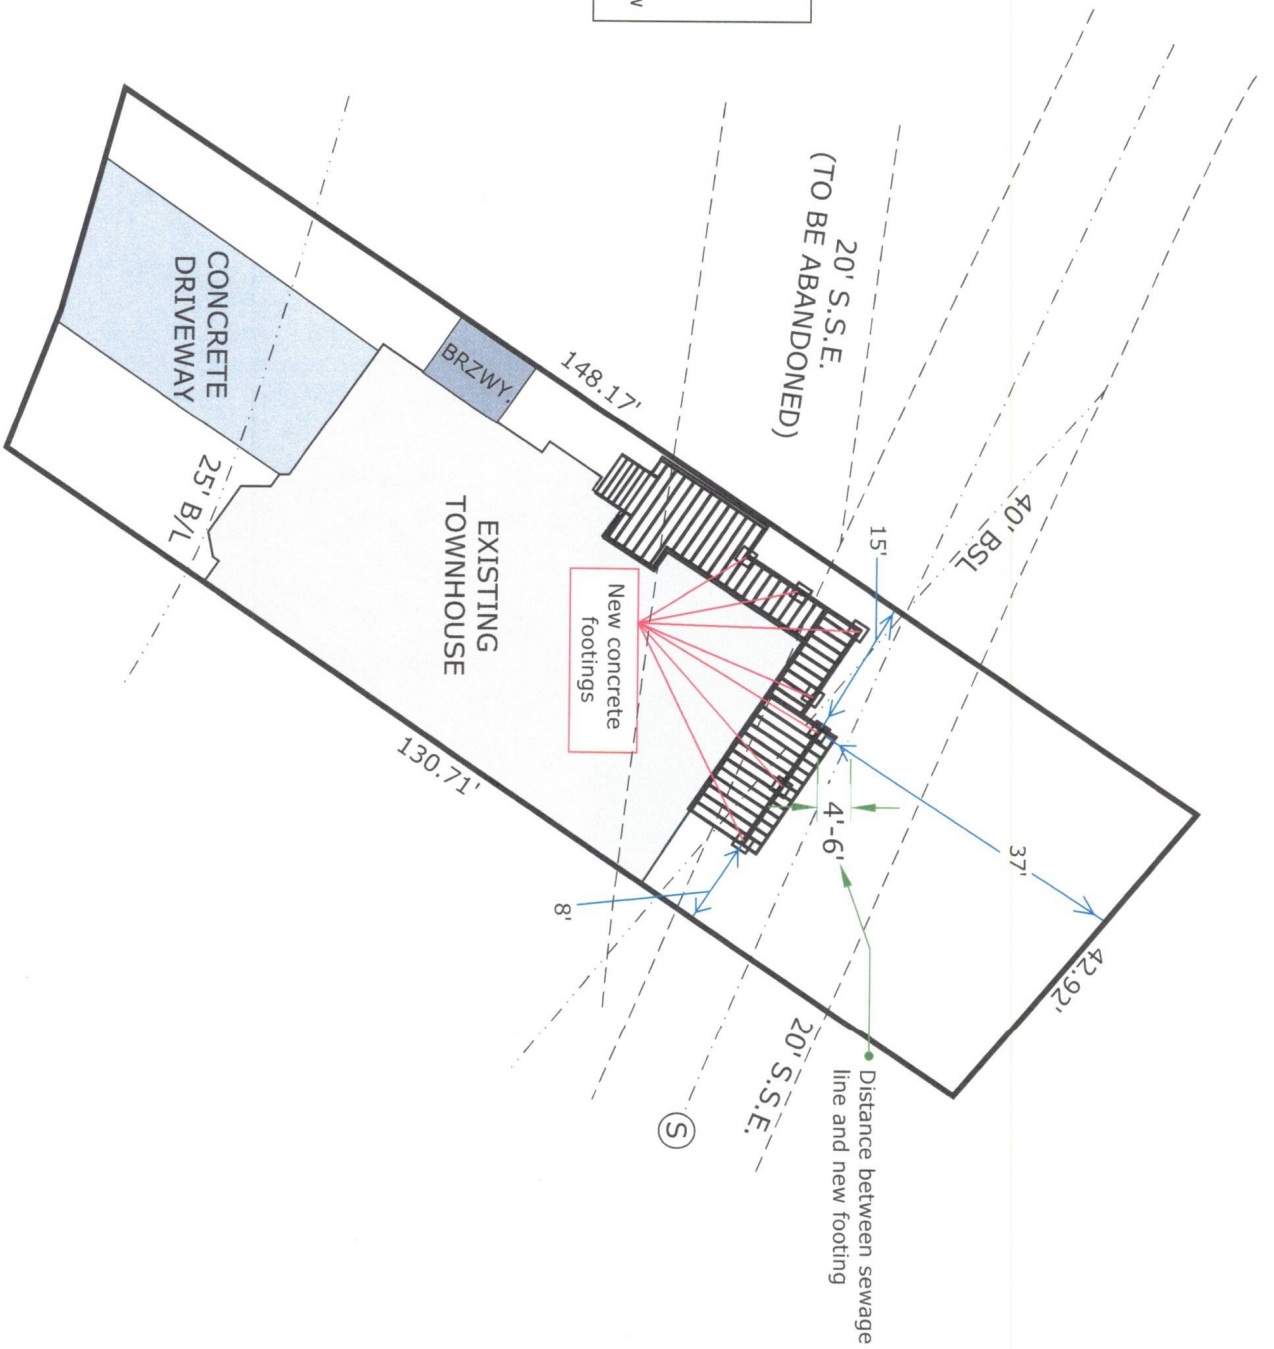 20' S.S.E.
(TO BE ABANDONED)
40' BSL
15'
148.17'
BRZWY.
CONCRETE
DRIVEWAY
25' B/L
EXISTING
TOWNHOUSE
New concrete
footings
4'-6'
37'
42.92'
8'
130.71'
20' S.S.E.
S
Distance between sewage
line and new footing